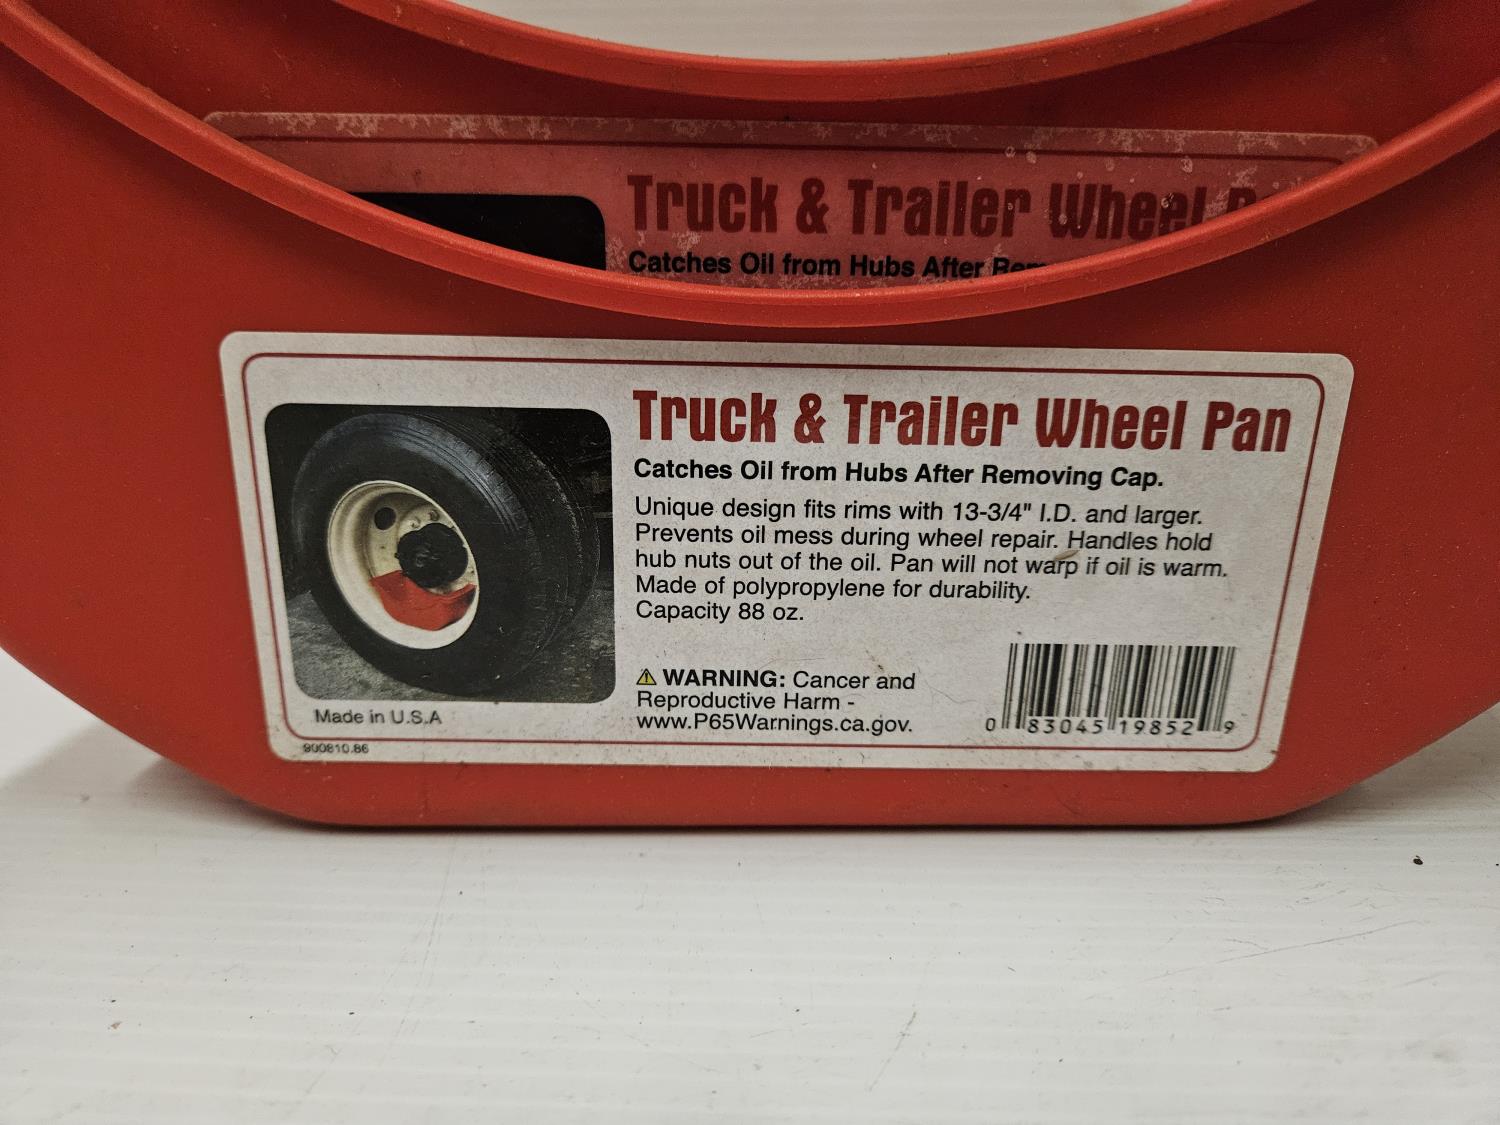 Truck & Trailer Wheel
Catches Oil from Hubs After
Truck & Trailer Wheel Pan
Catches Oil from Hubs After Removing Cap.
Unique design fits rims with 13-3/4" I.D. and larger.
Prevents oil mess during wheel repair. Handles hold
hub nuts out of the oil. Pan will not warp if oil is warm.
Made of polypropylene for durability.
Capacity 88 oz.
⚠ WARNING: Cancer and
Reproductive Harm -
www.P65Warnings.ca.gov.
Made in U.S.A
900810.86
0 83045 19852 9